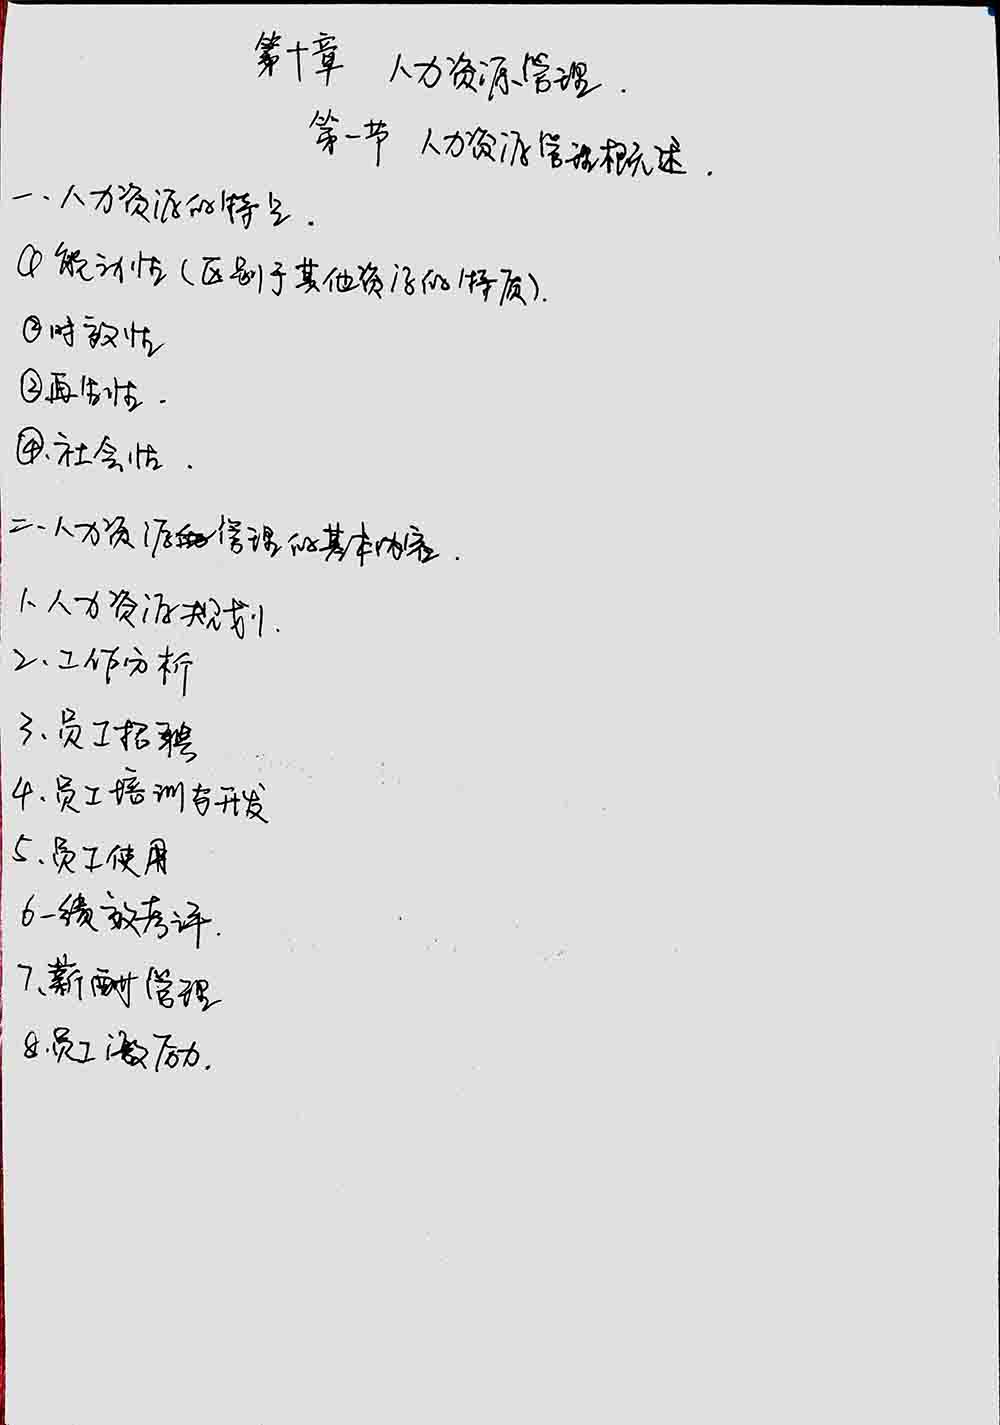 第十章 人力资源管理.
第一节 人力资源管理概述.
一、人力资源的特点.
① 能动性(区别于其他资源的特质).
②时效性
③再生性.
④.社会性.
二、人力资源管理的基本内容.
1、人力资源规划.
2、工作分析
3、员工招聘
4、员工培训与开发
5、员工使用
6、绩效考评.
7、薪酬管理
8.员工激励.